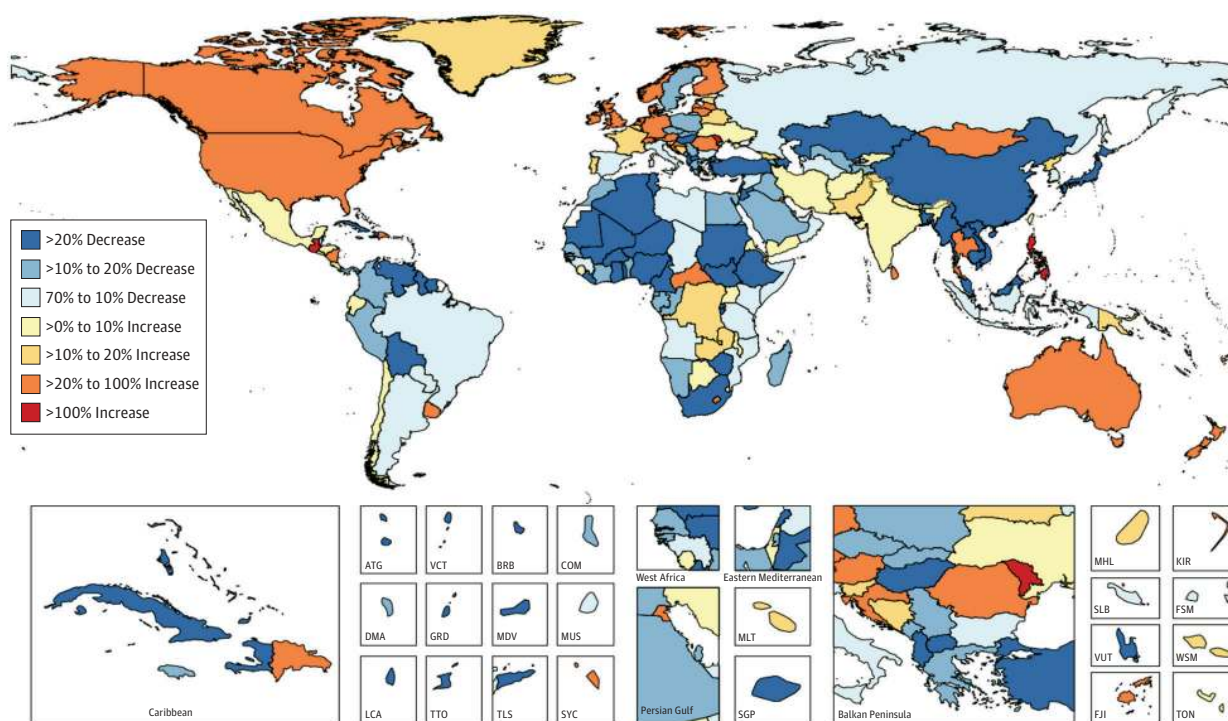 >20% Decrease
>10% to 20% Decrease
70% to 10% Decrease
>0% to 10% Increase
>10% to 20% Increase
>20% to 100% Increase
>100% Increase
Caribbean
ATG
VCT
BRB
COM
DMA
GRD
MDV
MUS
LCA
TTO
TLS
SYC
West Africa
Eastern Mediterranean
Persian Gulf
MLT
SGP
Balkan Peninsula
MHL
KIR
SLB
FSM
VUT
WSM
FJI
TON